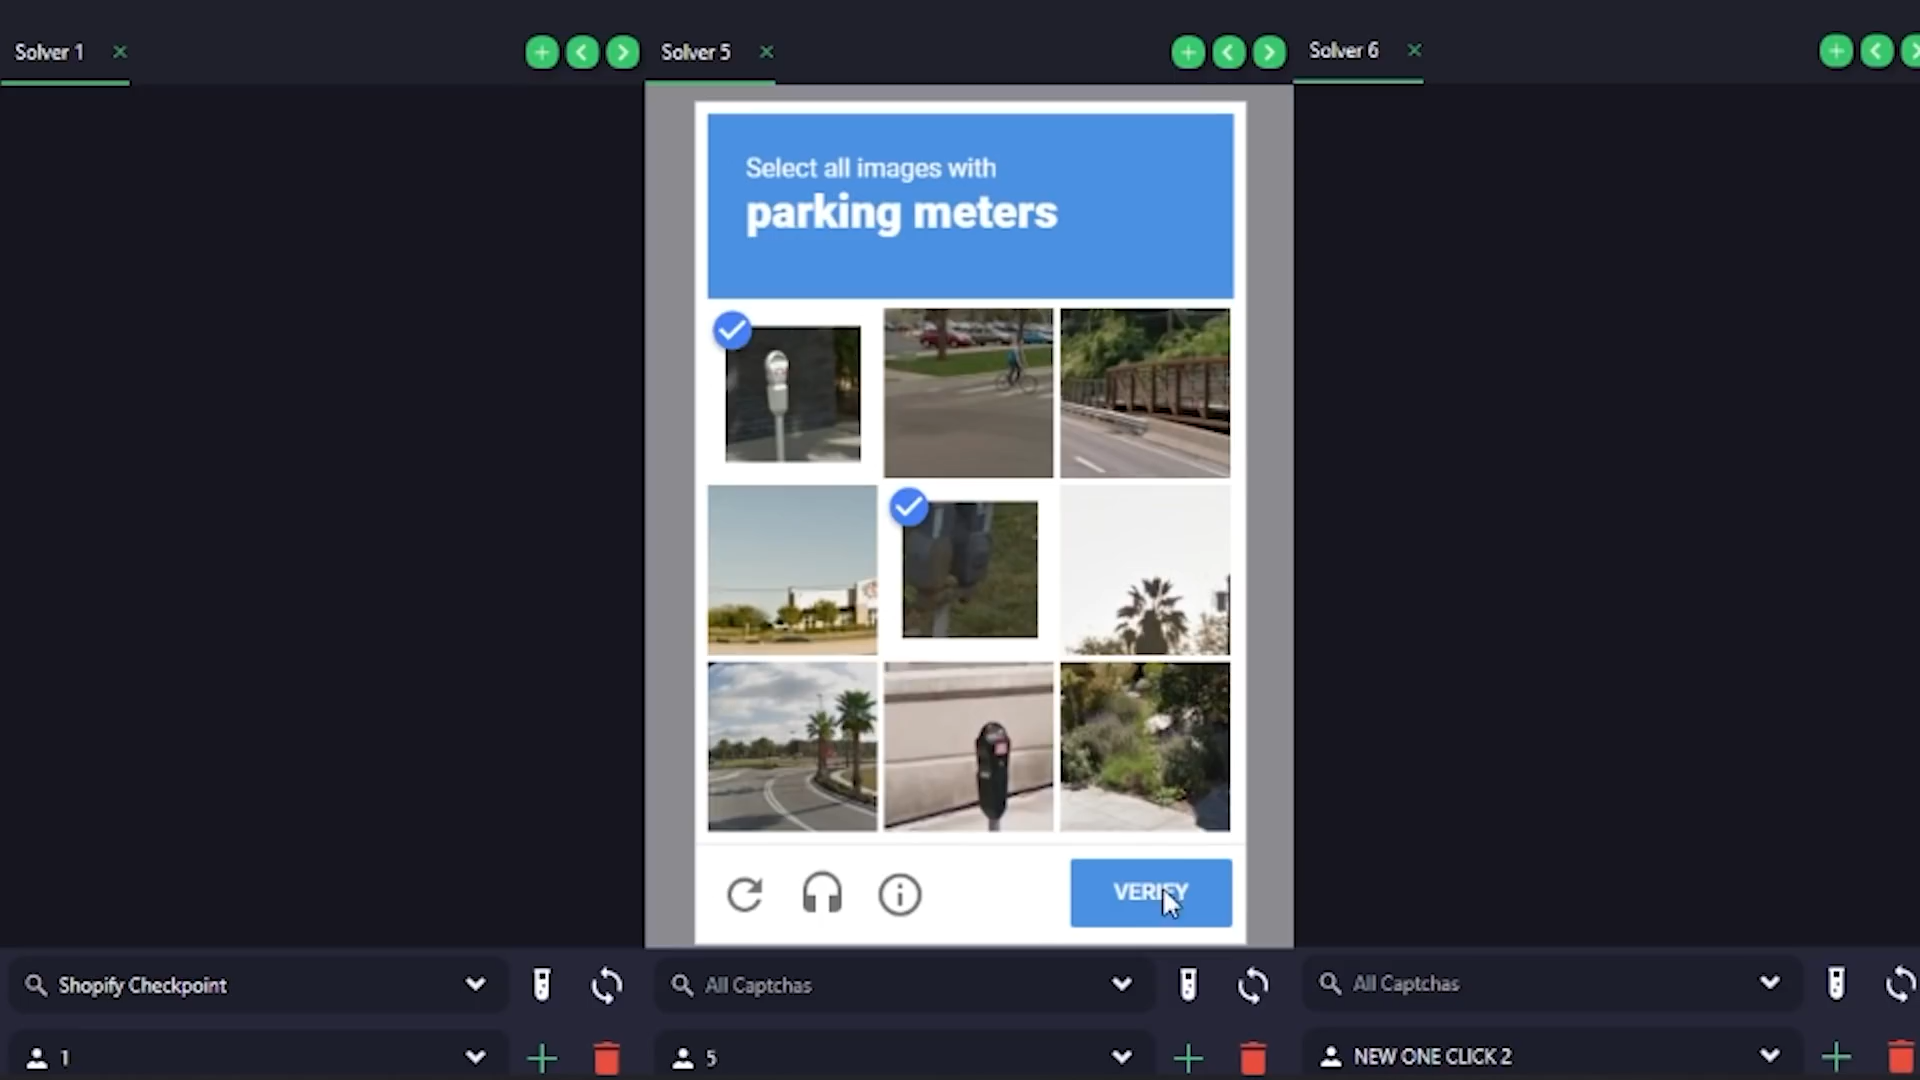 Solver 1
Solver 5
Solver 6
Select all images with
parking meters
VERIFY
Shopify Checkpoint
All Captchas
All Captchas
1
5
NEW ONE CLICK 2